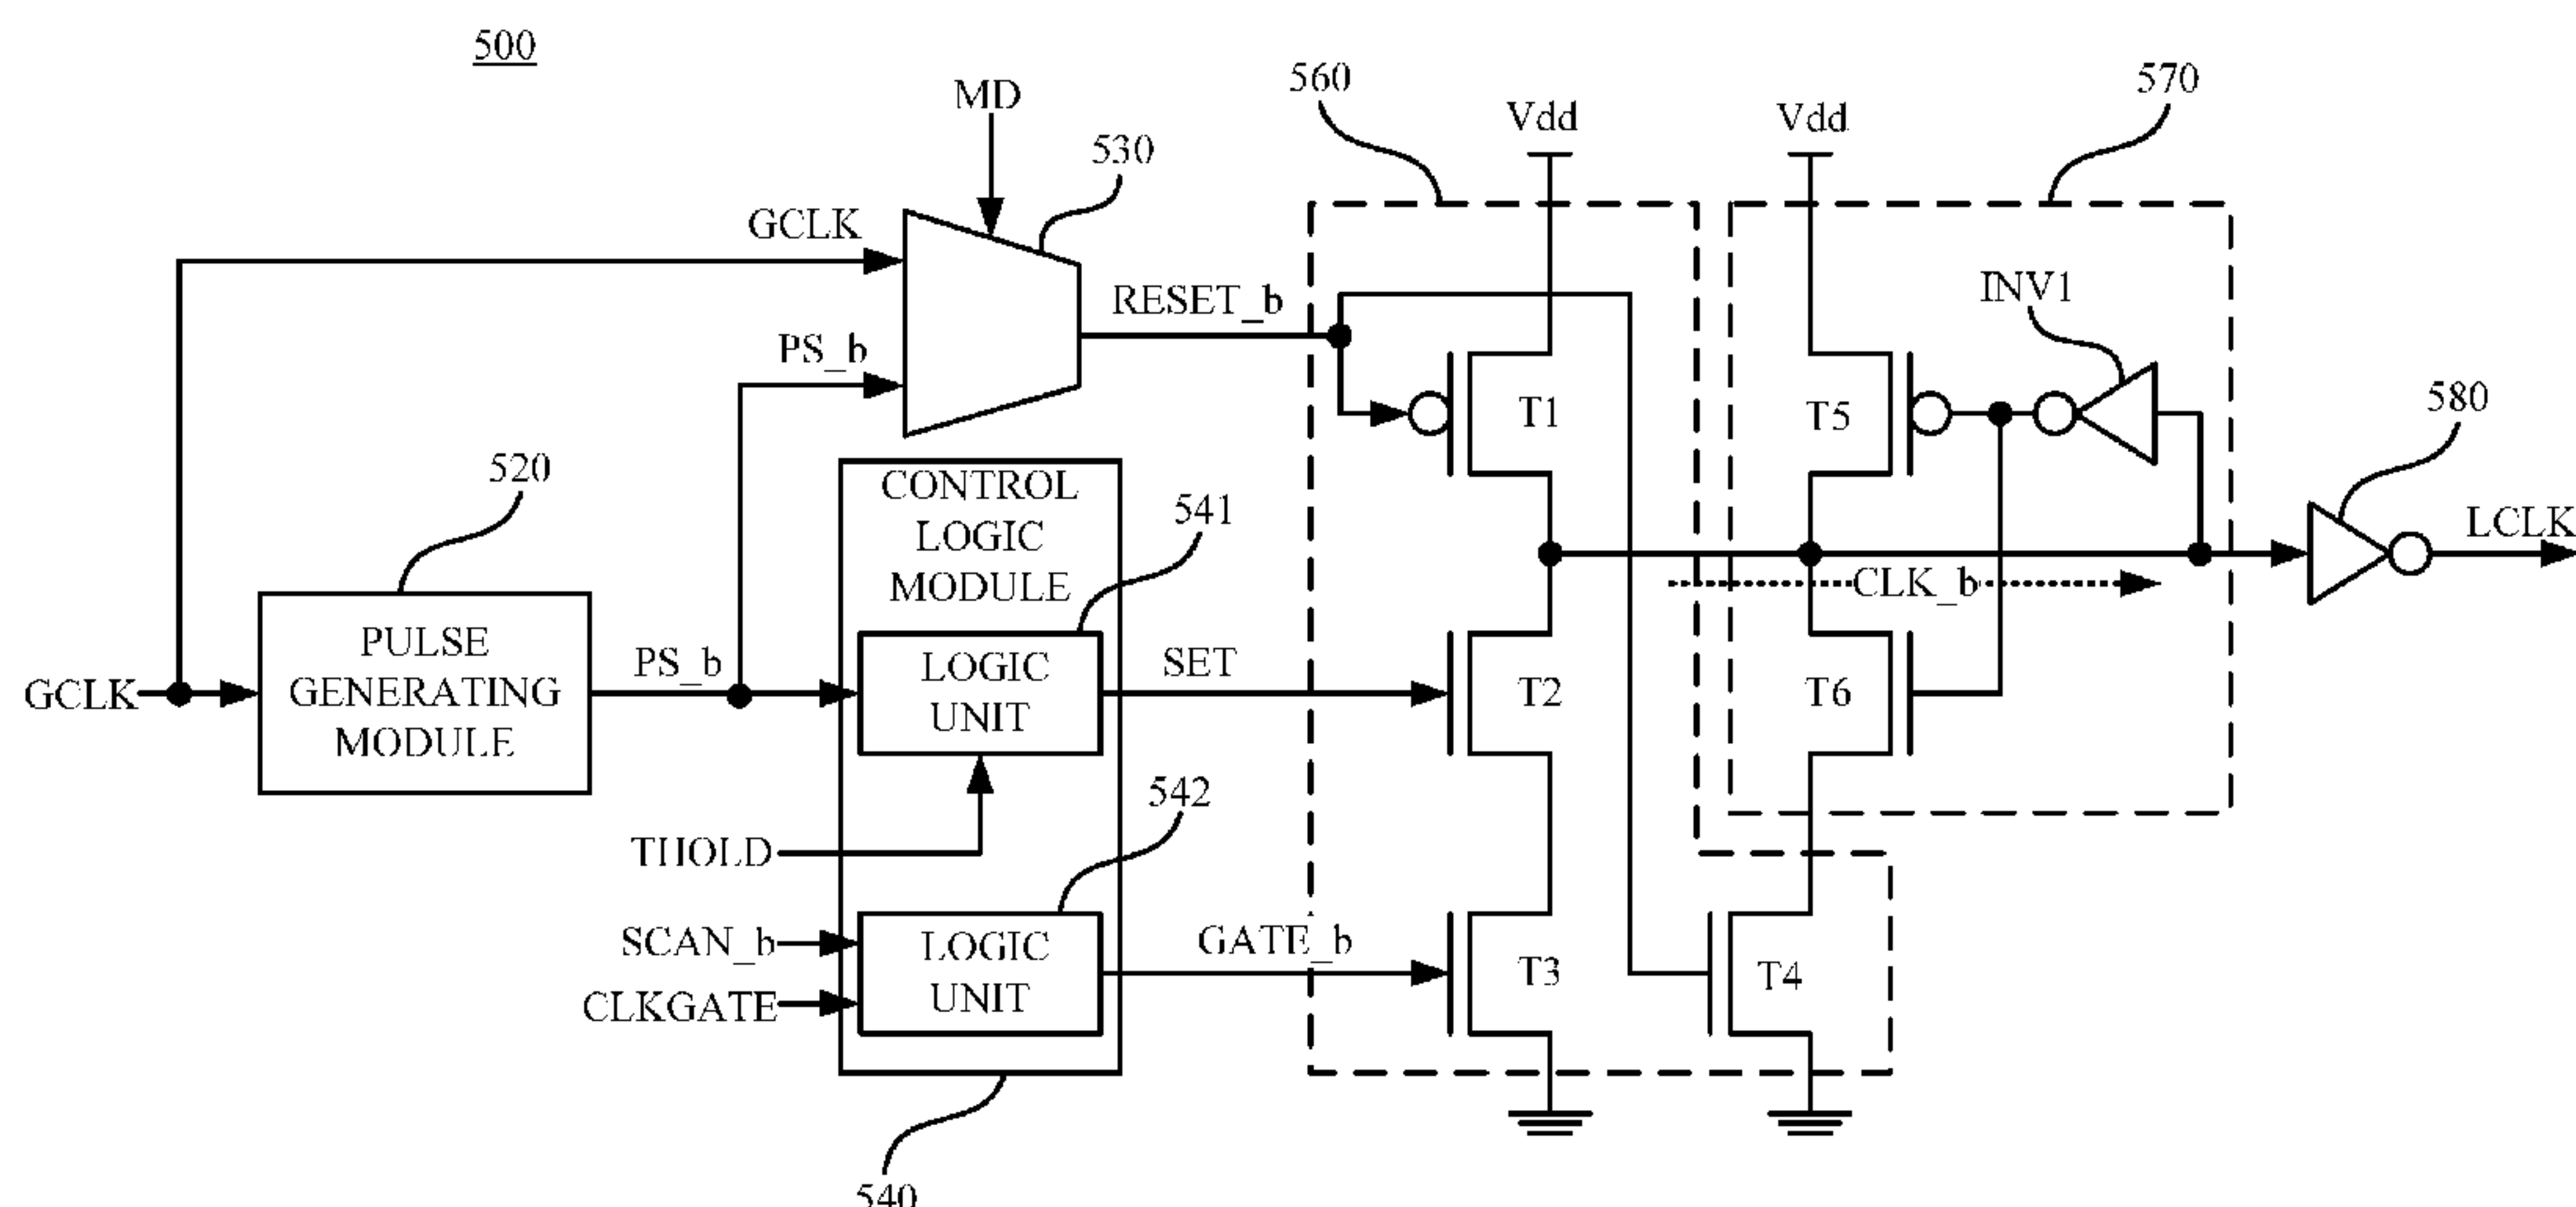 500
560
570
MD
Vdd
Vdd
530
GCLK
INV1
RESET_b
PS_b
T1
T5
580
520
CONTROL
LOGIC
MODULE
541
LCLK
CLK_b
PULSE
GENERATING
MODULE
GCLK
PS_b
LOGIC
UNIT
SET
T2
T6
542
THOLD
SCAN_b
CLKGATE
LOGIC
UNIT
GATE_b
T3
T4
540